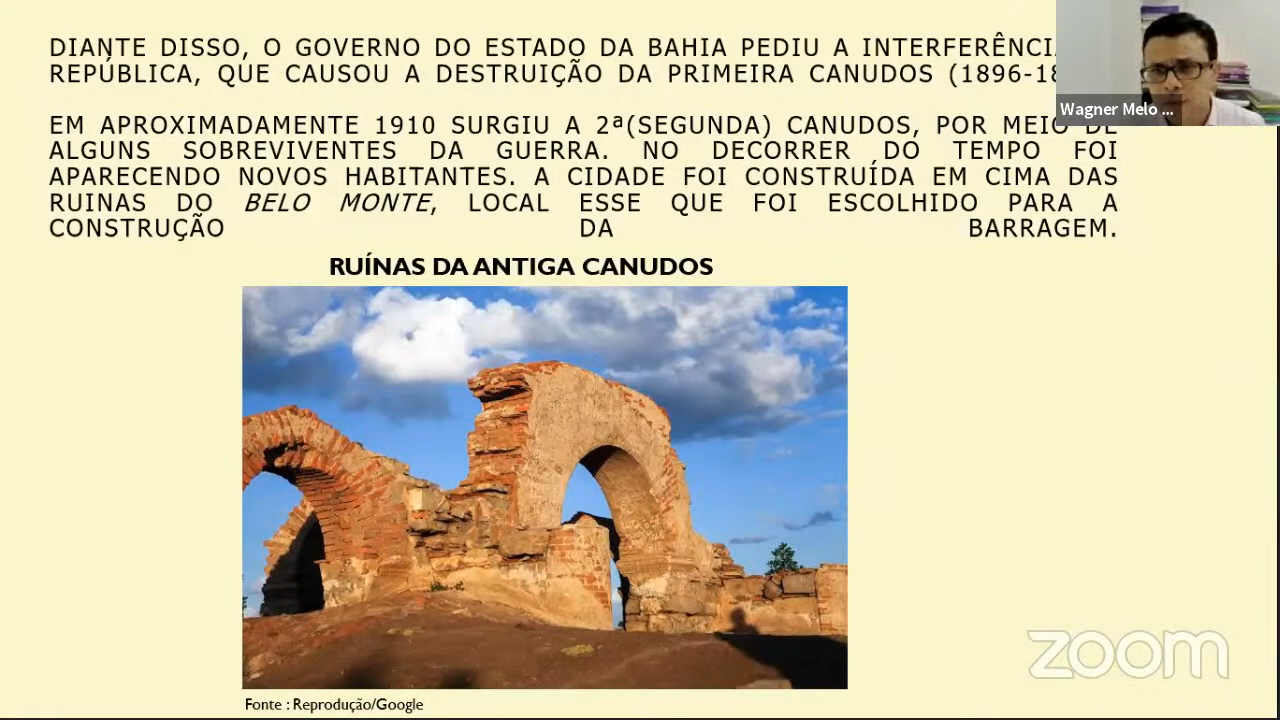 DIANTE DISSO, O GOVERNO DO ESTADO DA BAHIA PEDIU A
REPÚBLICA, QUE CAUSOU A DESTRUIÇÃO DA PRIMEIRA CANUDOS
EM APROXIMADAMENTE 1910 SURGIU A 2ª(SEGUNDA) CANUDOS, POR MEIO DE
ALGUNS SOBREVIVENTES DA GUERRA. NO DECORRER DO TEMPO FOI
APARECENDO NOVOS HABITANTES. A CIDADE FOI CONSTRUÍDA EM CIMA DAS
RUINAS DO BELO MONTE, LOCAL ESSE QUE FOI ESCOLHIDO PARA A
CONSTRUÇÃO DA BARRAGEM.
RUÍNAS DA ANTIGA CANUDOS
Fonte : Reprodução/Google
Wagner Melo ...
zoom